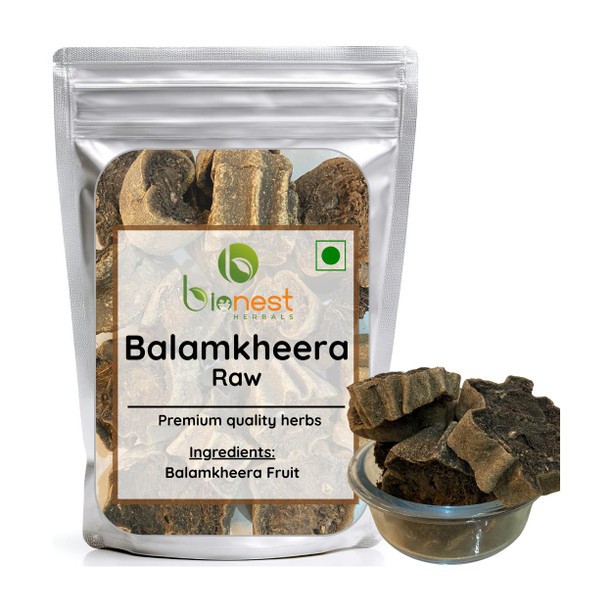 bionest
HERBALS
Balamkheera
Raw
Premium quality herbs
Ingredients:
Balamkheera Fruit